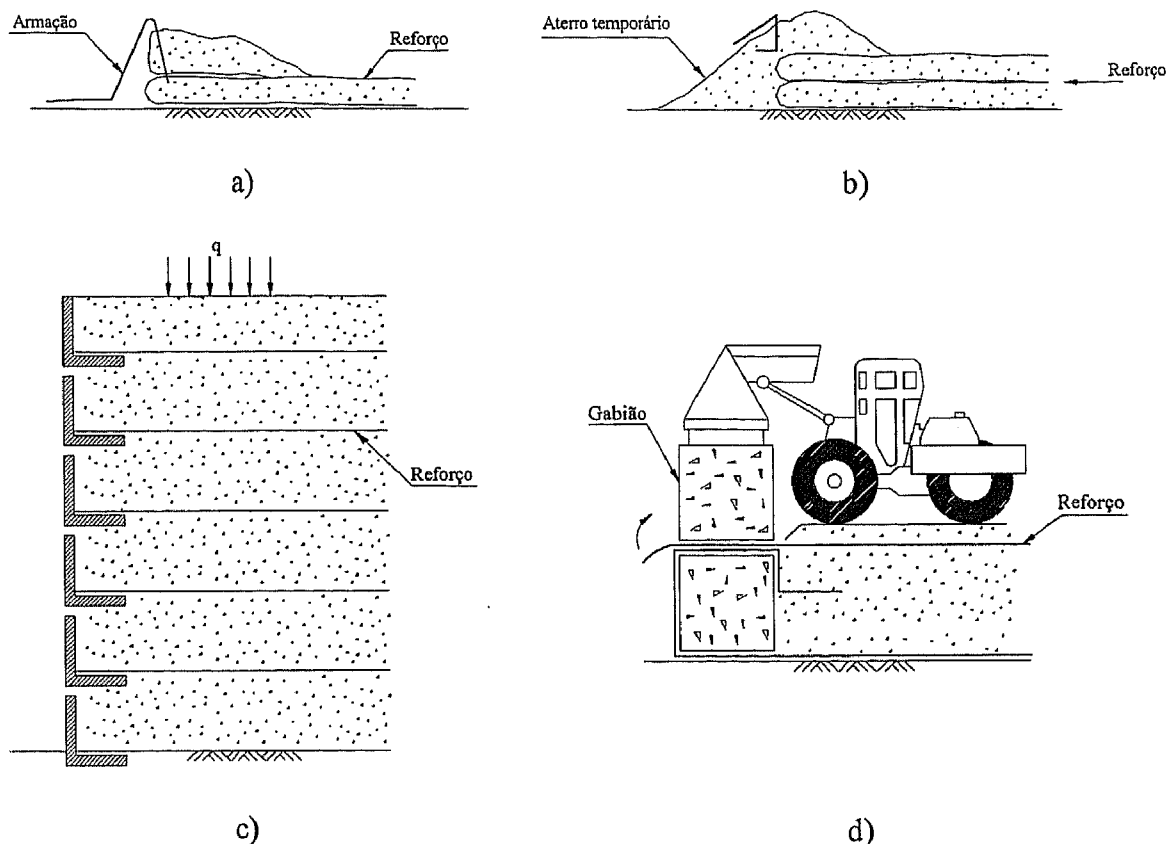 Armação
Reforço
a)
Aterro temporário
Reforço
b)
q
Reforço
c)
Gabião
Reforço
d)